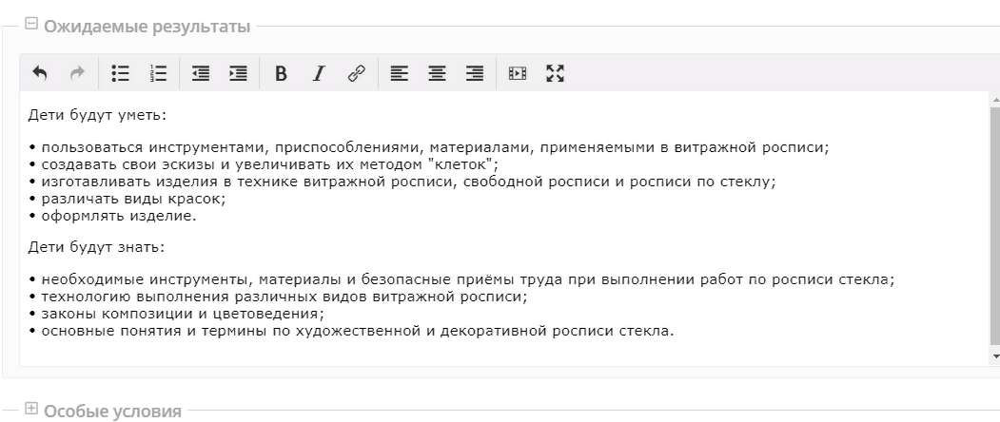 Ожидаемые результаты
B I
Дети будут уметь:
• пользоваться инструментами, приспособлениями, материалами, применяемыми в витражной росписи;
• создавать свои эскизы и увеличивать их методом "клеток";
• изготавливать изделия в технике витражной росписи, свободной росписи и росписи по стеклу;
• различать виды красок;
• оформлять изделие.
Дети будут знать:
• необходимые инструменты, материалы и безопасные приёмы труда при выполнении работ по росписи стекла;
• технологию выполнения различных видов витражной росписи;
• законы композиции и цветоведения;
• основные понятия и термины по художественной и декоративной росписи стекла.
Особые условия